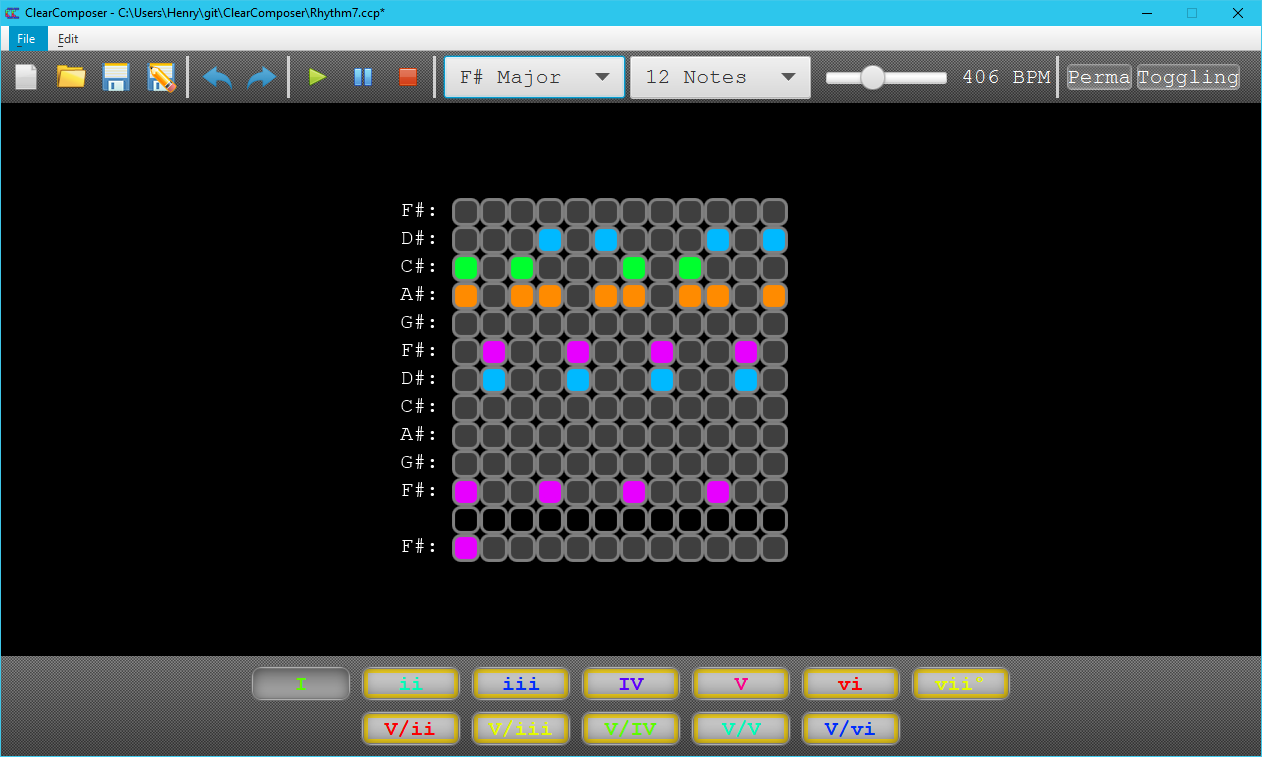 ClearComposer - C:\Users\Henry\git\ClearComposer\Rhythm7.ccp*
File Edit
F# Major 12 Notes 406 BPM Perma Toggling
F#:
D#:
C#:
A#:
G#:
F#:
D#:
C#:
A#:
G#:
F#:
F#:
I ii iii IV V vi vii°
V/ii V/iii V/IV V/V V/vi